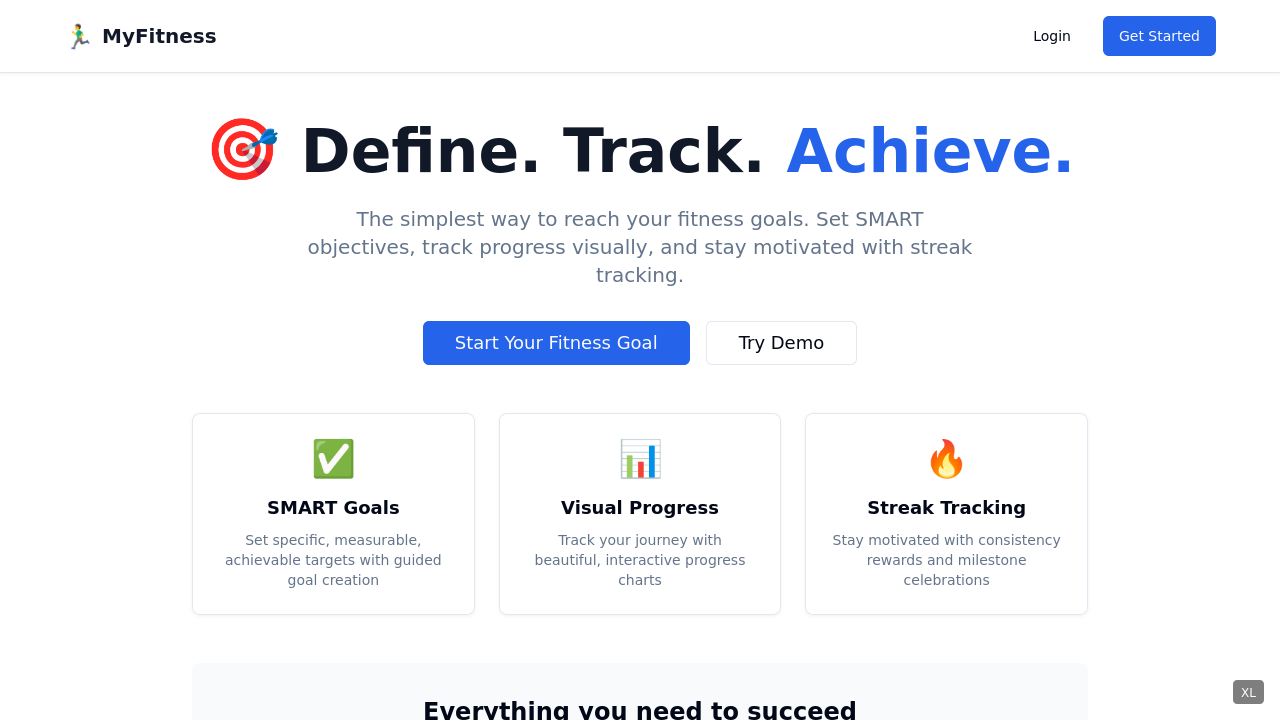 MyFitness
Login
Get Started
Define. Track. Achieve.
The simplest way to reach your fitness goals. Set SMART
objectives, track progress visually, and stay motivated with streak
tracking.
Start Your Fitness Goal
Try Demo
SMART Goals
Set specific, measurable,
achievable targets with guided
goal creation
Visual Progress
Track your journey with
beautiful, interactive progress
charts
Streak Tracking
Stay motivated with consistency
rewards and milestone
celebrations
Everything you need to succeed
XL